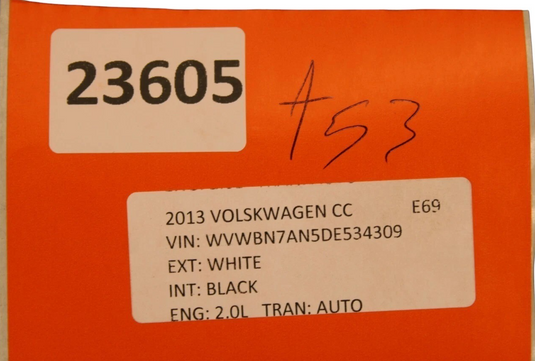 23605
A53
2013 VOLSKWAGEN CC E69
VIN: WVWBN7AN5DE534309
EXT: WHITE
INT: BLACK
ENG: 2.0L TRAN: AUTO